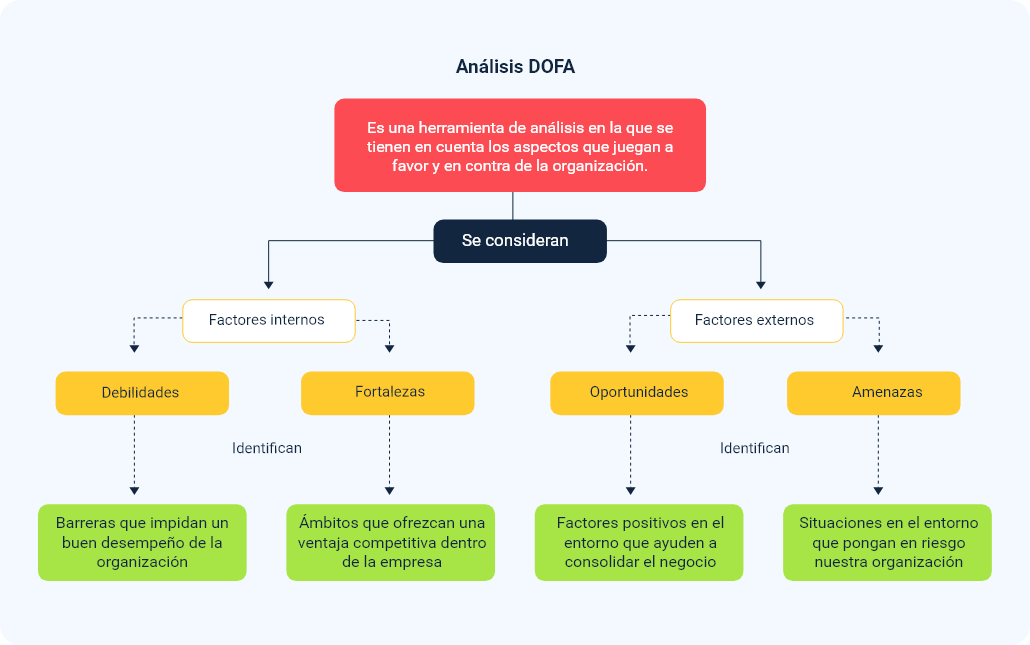 Análisis DOFA
Es una herramienta de análisis en la que se
tienen en cuenta los aspectos que juegan a
favor y en contra de la organización.
Se consideran
Factores internos
Factores externos
Debilidades
Fortalezas
Oportunidades
Amenazas
Identifican
Identifican
Barreras que impidan un
buen desempeño de la
organización
Ámbitos que ofrezcan una
ventaja competitiva dentro
de la empresa
Factores positivos en el
entorno que ayuden a
consolidar el negocio
Situaciones en el entorno
que pongan en riesgo
nuestra organización